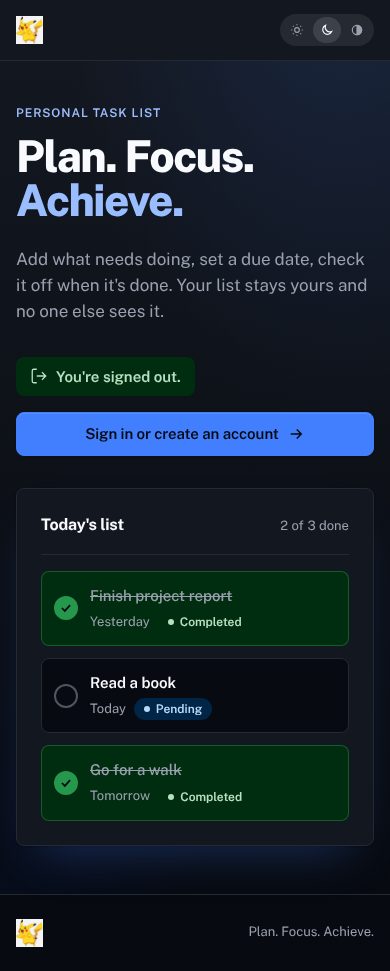 PERSONAL TASK LIST
Plan. Focus.
Achieve.
Add what needs doing, set a due date, check
it off when it's done. Your list stays yours and
no one else sees it.
You're signed out.
Sign in or create an account
Today's list
2 of 3 done
Finish project report
Yesterday
Completed
Read a book
Today
Pending
Go for a walk
Tomorrow
Completed
Plan. Focus. Achieve.